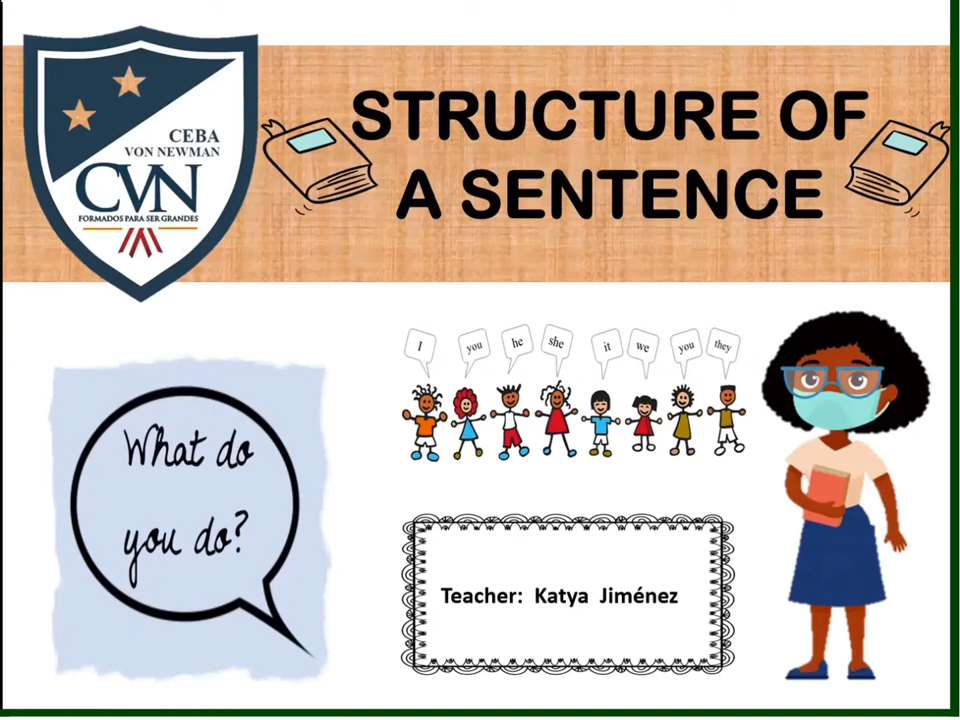 CEBA
VON NEWMAN
CVN
FORMADOS PARA SER GRANDES
STRUCTURE OF
A SENTENCE
I
you
he
she
it
we
you
they
What do
you do?
Teacher: Katya Jiménez